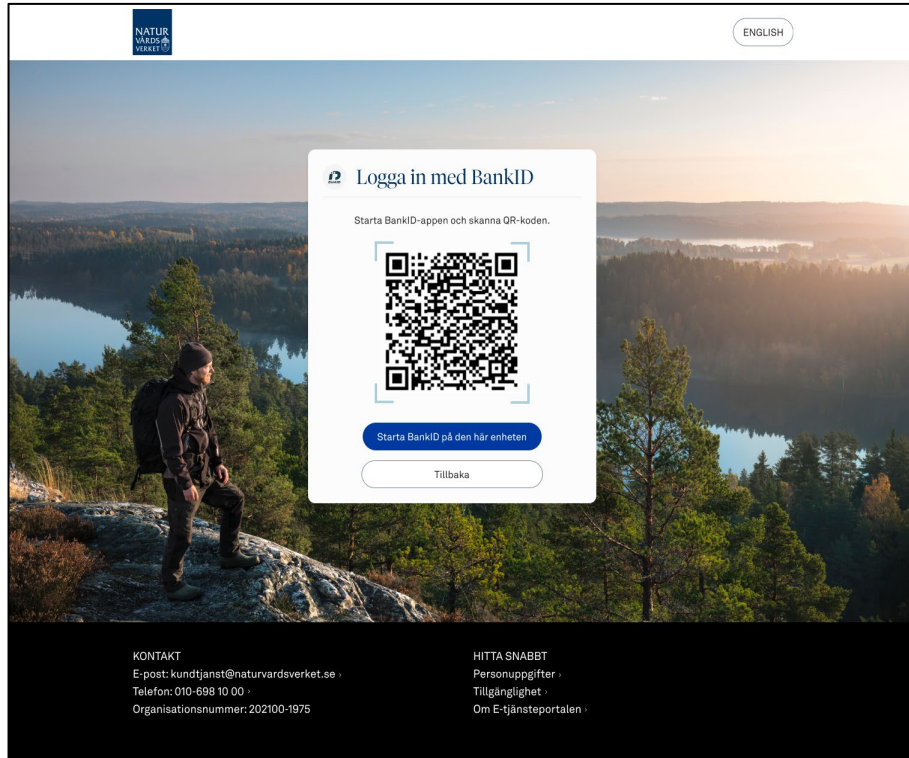 NATUR
VÅRDS
VERKET
ENGLISH
Logga in med BankID
Starta BankID-appen och skanna QR-koden.
Starta BankID på den här enheten
Tillbaka
KONTAKT
E-post: kundtjanst@naturvardsverket.se ›
Telefon: 010-698 10 00 ›
Organisationsnummer: 202100-1975
HITTA SNABBT
Personuppgifter ›
Tillgänglighet ›
Om E-tjänsteportalen ›